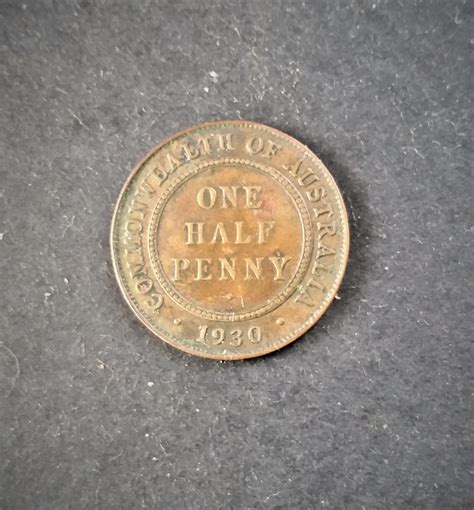 COMMONWEALTH OF AUSTRALIA
ONE
HALF
PENNY
· 1930 ·